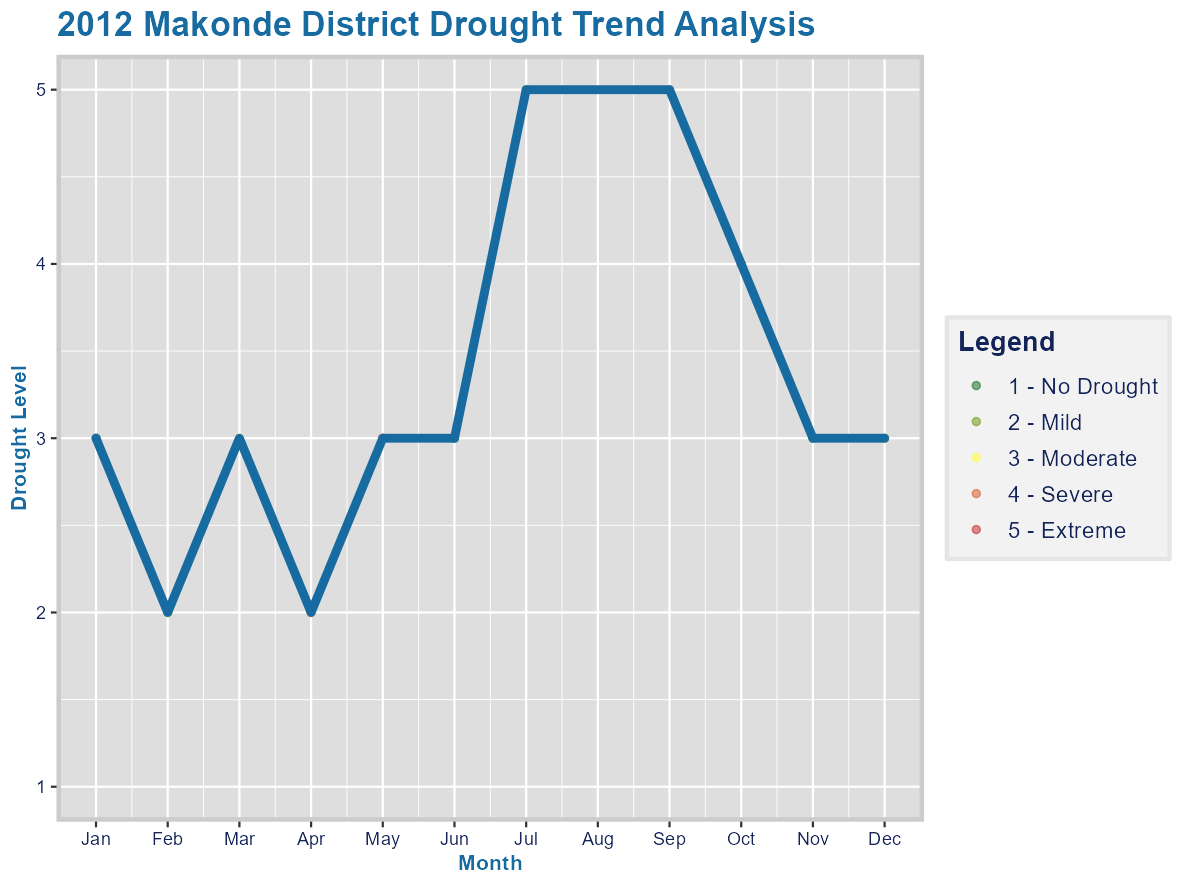 2012 Makonde District Drought Trend Analysis
Drought Level
5
4
3
2
1
Jan Feb Mar Apr May Jun Jul Aug Sep Oct Nov Dec
Month
Legend
1 - No Drought
2 - Mild
3 - Moderate
4 - Severe
5 - Extreme